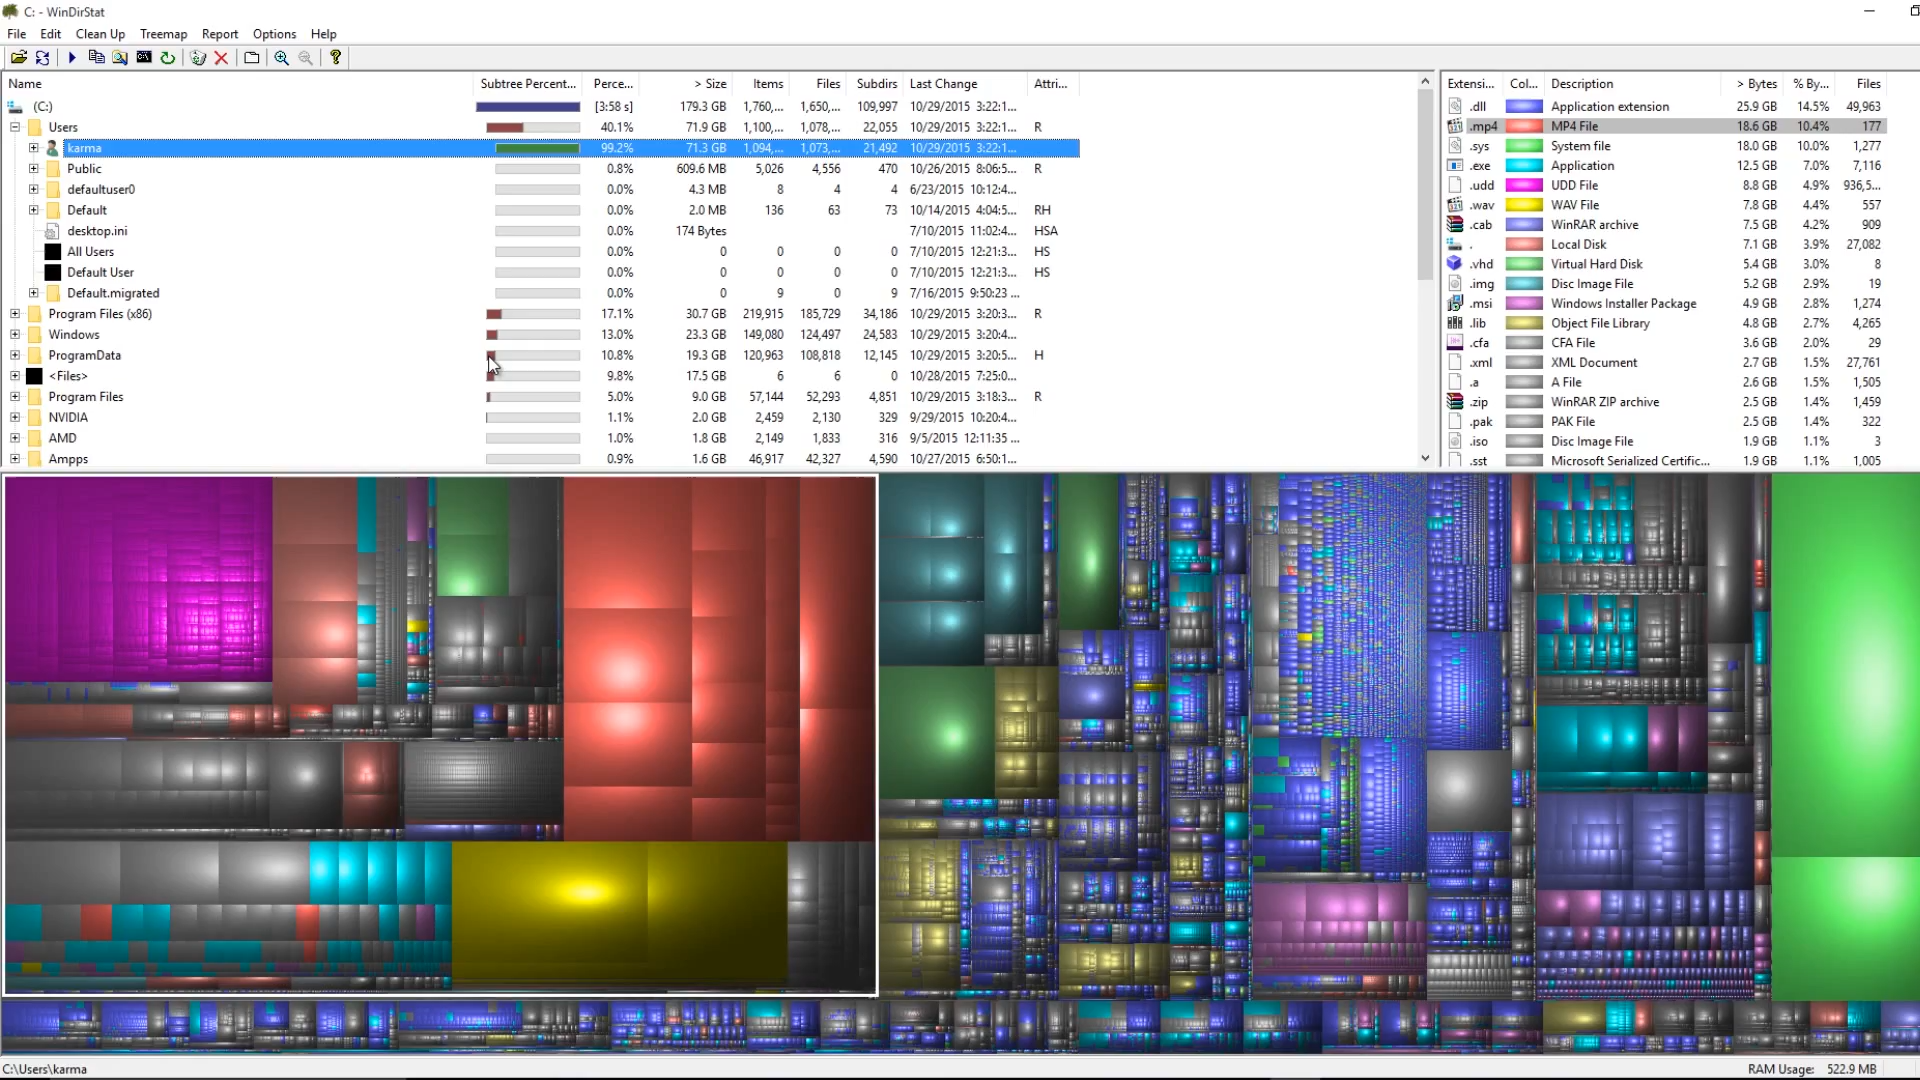 C: - WinDirStat
File Edit Clean Up Treemap Report Options Help
Name Subtree Percent... Perce... > Size Items Files Subdirs Last Change Attri...
(C:) [3:58 s] 179.3 GB 1,760,... 1,650,... 109,997 10/29/2015 3:22:1...
Users 40.1% 71.9 GB 1,100,... 1,078,... 22,055 10/29/2015 3:22:1... R
karma 99.2% 71.3 GB 1,094,... 1,073,... 21,492 10/29/2015 3:22:1...
Public 0.8% 609.6 MB 5,026 4,556 470 10/26/2015 8:06:5... R
defaultuser0 0.0% 4.3 MB 8 4 4 6/23/2015 10:12:4...
Default 0.0% 2.0 MB 136 63 73 10/14/2015 4:04:5... RH
desktop.ini 0.0% 174 Bytes 7/10/2015 11:02:4... HSA
All Users 0.0% 0 0 0 0 7/10/2015 12:21:3... HS
Default User 0.0% 0 0 0 0 7/10/2015 12:21:3... HS
Default.migrated 0.0% 0 9 0 9 7/16/2015 9:50:23 ...
Program Files (x86) 17.1% 30.7 GB 219,915 185,729 34,186 10/29/2015 3:20:3... R
Windows 13.0% 23.3 GB 149,080 124,497 24,583 10/29/2015 3:20:4...
ProgramData 10.8% 19.3 GB 120,963 108,818 12,145 10/29/2015 3:20:5... H
<Files> 9.8% 17.5 GB 6 6 0 10/28/2015 7:25:0...
Program Files 5.0% 9.0 GB 57,144 52,293 4,851 10/29/2015 3:18:3... R
NVIDIA 1.1% 2.0 GB 2,459 2,130 329 9/29/2015 10:20:4...
AMD 1.0% 1.8 GB 2,149 1,833 316 9/5/2015 12:11:35 ...
Ampps 0.9% 1.6 GB 46,917 42,327 4,590 10/27/2015 6:50:1...
Extensi... Col... Description > Bytes % By... Files
.dll Application extension 25.9 GB 14.5% 49,963
.mp4 MP4 File 18.6 GB 10.4% 177
.sys System file 18.0 GB 10.0% 1,277
.exe Application 12.5 GB 7.0% 7,116
.udd UDD File 8.8 GB 4.9% 936,5...
.wav WAV File 7.8 GB 4.4% 557
.cab WinRAR archive 7.5 GB 4.2% 909
. Local Disk 7.1 GB 3.9% 27,082
.vhd Virtual Hard Disk 5.4 GB 3.0% 8
.img Disc Image File 5.2 GB 2.9% 19
.msi Windows Installer Package 4.9 GB 2.8% 1,274
.lib Object File Library 4.8 GB 2.7% 4,265
.cfa CFA File 3.6 GB 2.0% 29
.xml XML Document 2.7 GB 1.5% 27,761
.a A File 2.6 GB 1.5% 1,505
.zip WinRAR ZIP archive 2.5 GB 1.4% 1,459
.pak PAK File 2.5 GB 1.4% 322
.iso Disc Image File 1.9 GB 1.1% 3
.sst Microsoft Serialized Certific... 1.9 GB 1.1% 1,005
C:\Users\karma RAM Usage: 522.9 MB